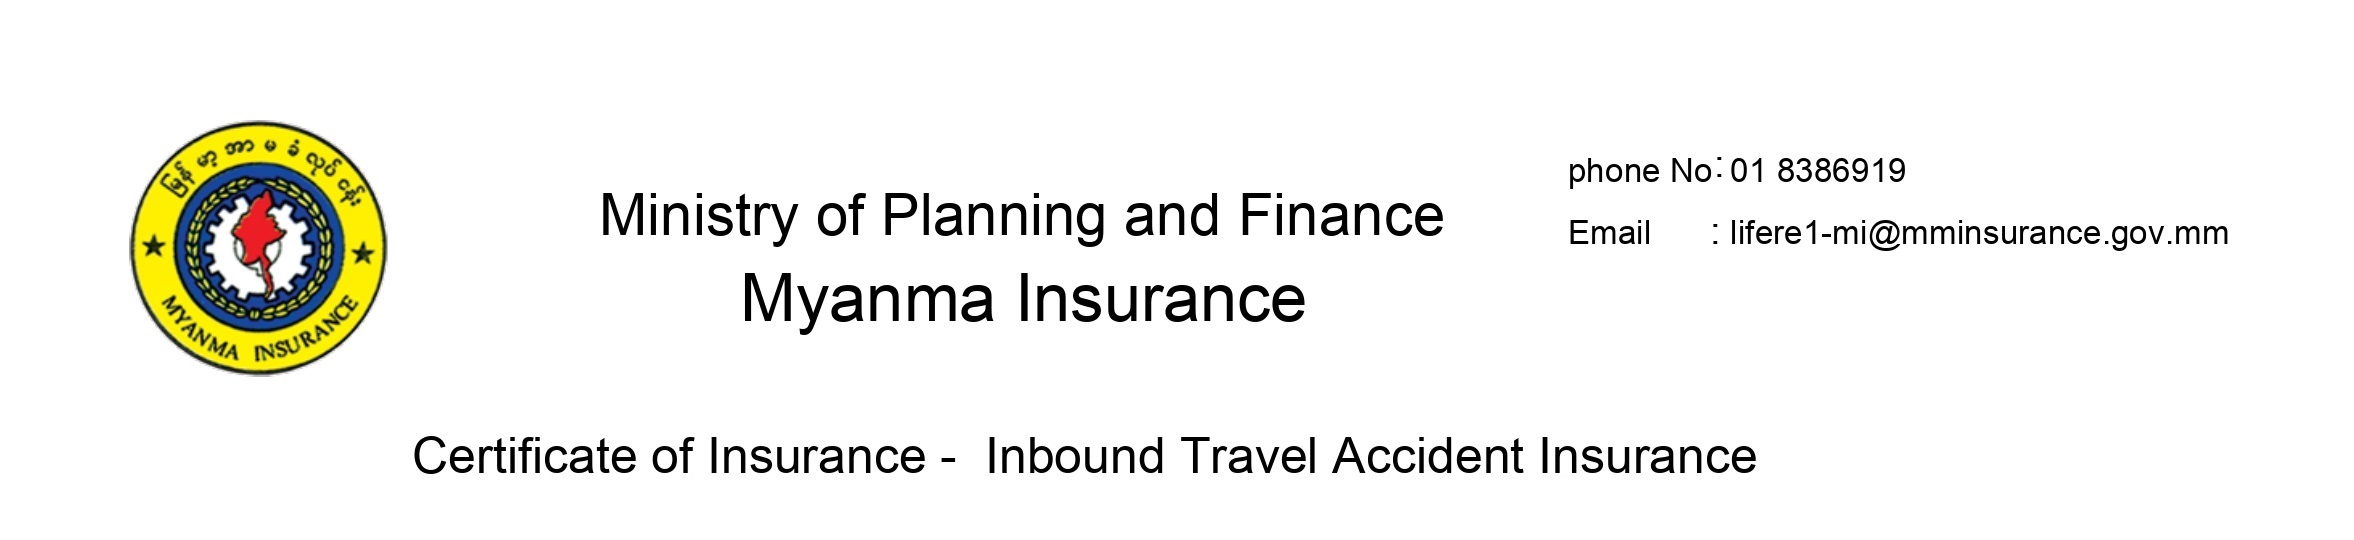 မြန်မာ့အာမခံလုပ်ငန်း
MYANMA INSURANCE
Ministry of Planning and Finance
Myanma Insurance
phone No: 01 8386919
Email : lifere1-mi@mminsurance.gov.mm
Certificate of Insurance - Inbound Travel Accident Insurance